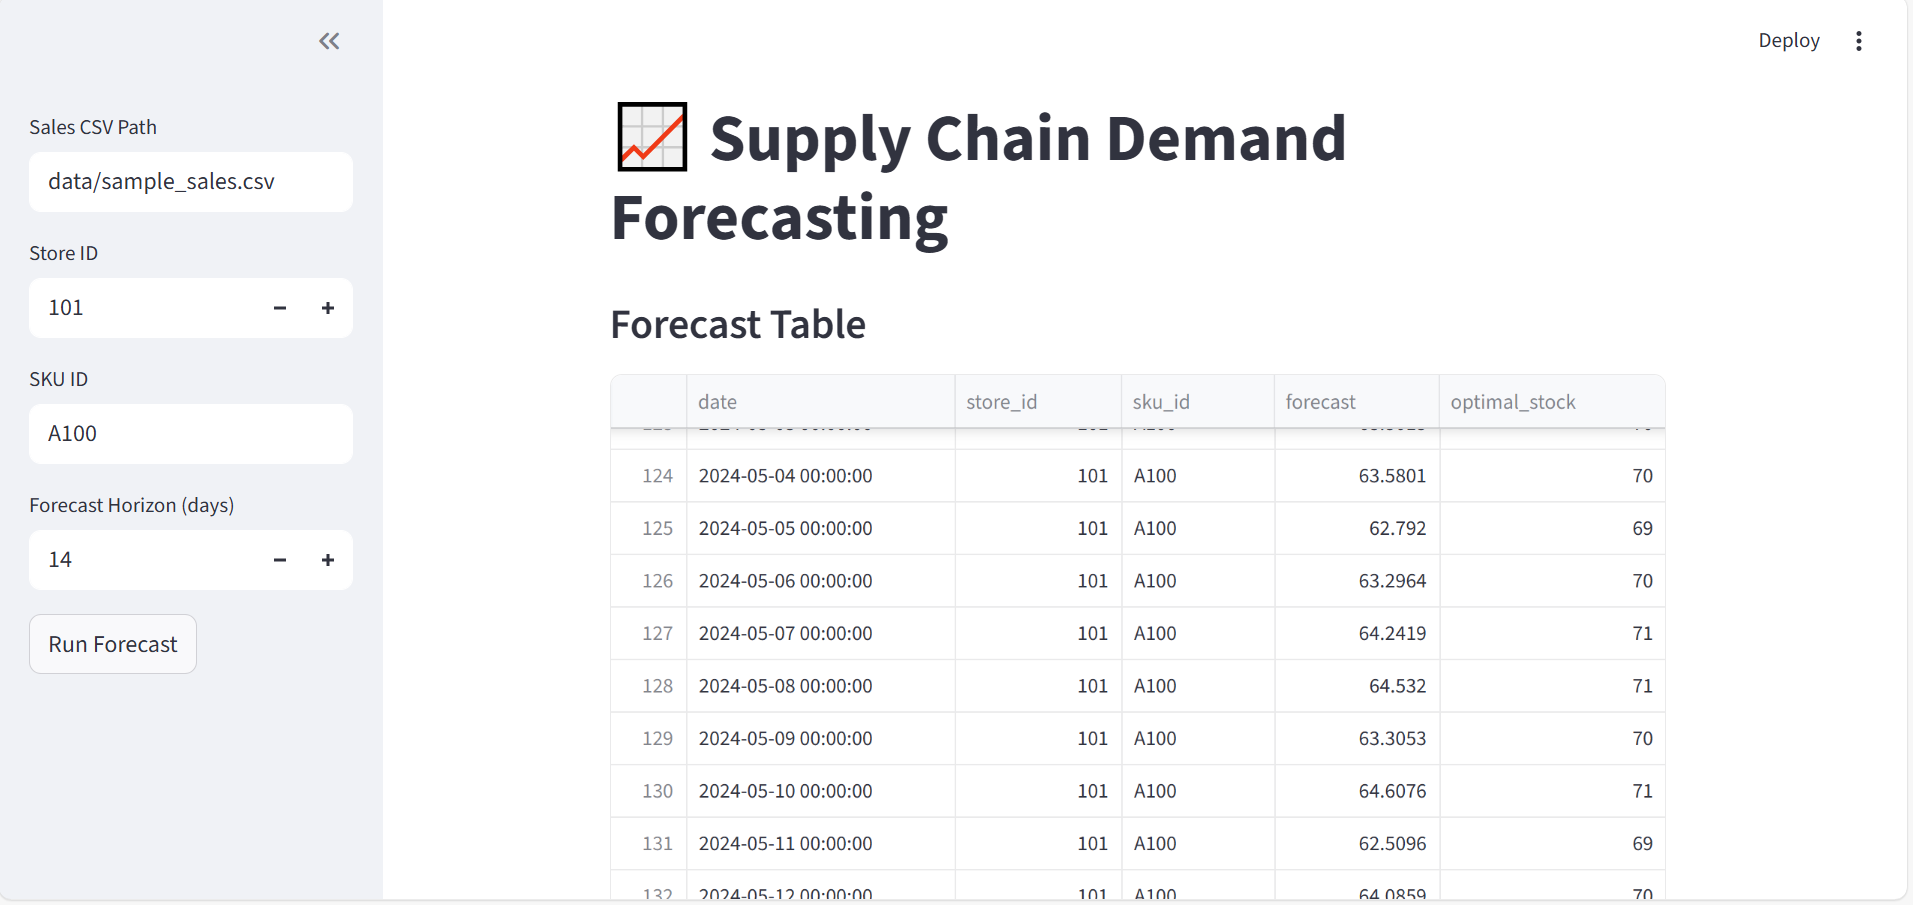 Deploy
Sales CSV Path
data/sample_sales.csv
Store ID
101
SKU ID
A100
Forecast Horizon (days)
14
Run Forecast
Supply Chain Demand
Forecasting
Forecast Table
date store_id sku_id forecast optimal_stock
124 2024-05-04 00:00:00 101 A100 63.5801 70
125 2024-05-05 00:00:00 101 A100 62.792 69
126 2024-05-06 00:00:00 101 A100 63.2964 70
127 2024-05-07 00:00:00 101 A100 64.2419 71
128 2024-05-08 00:00:00 101 A100 64.532 71
129 2024-05-09 00:00:00 101 A100 63.3053 70
130 2024-05-10 00:00:00 101 A100 64.6076 71
131 2024-05-11 00:00:00 101 A100 62.5096 69
132 2024-05-12 00:00:00 101 A100 64.0859 70